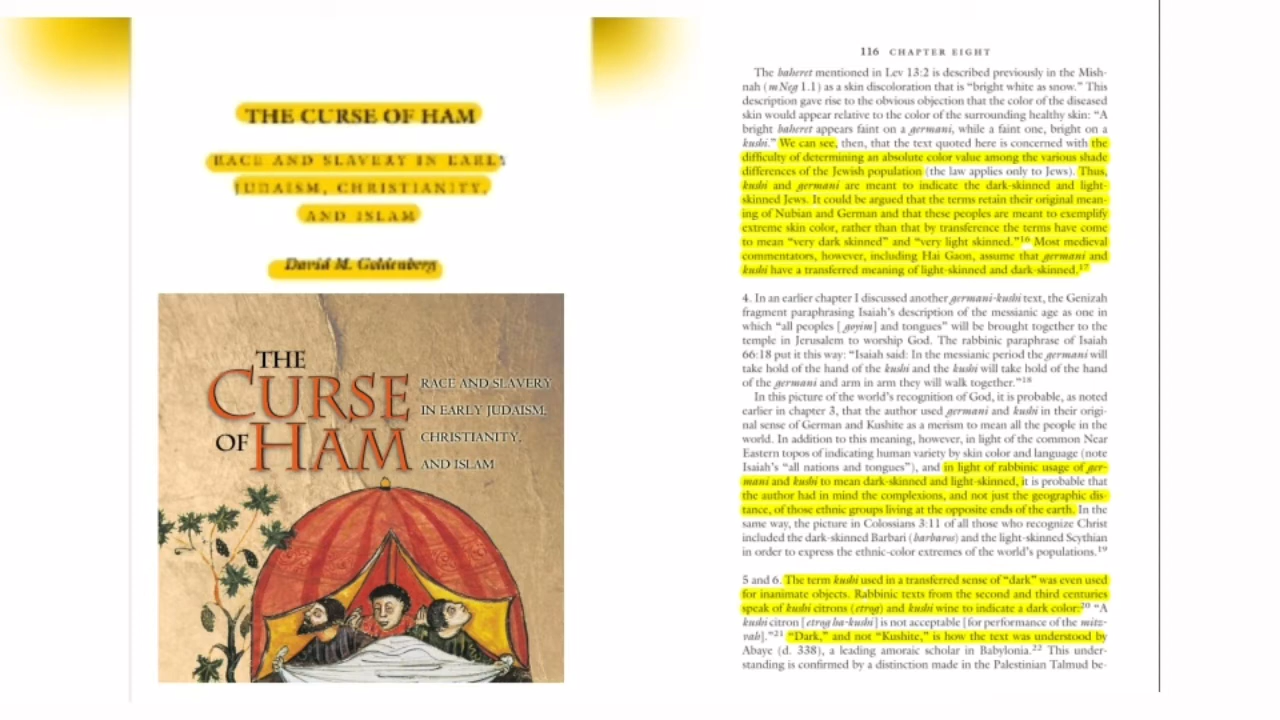 THE CURSE OF HAM
RACE AND SLAVERY IN EARLY
JUDAISM, CHRISTIANITY,
AND ISLAM
David M. Goldenberg
THE
CURSE
OF HAM
RACE AND SLAVERY
IN EARLY JUDAISM,
CHRISTIANITY,
AND ISLAM
116 CHAPTER EIGHT
The baheret mentioned in Lev 13:2 is described previously in the Mish-
nah (mNeg 1.1) as a skin discoloration that is “bright white as snow.” This
description gave rise to the obvious objection that the color of the diseased
skin would appear relative to the color of the surrounding healthy skin: “A
bright baheret appears faint on a germani, while a faint one, bright on a
kushi.” We can see, then, that the text quoted here is concerned with the
difficulty of determining an absolute color value among the various shade
differences of the Jewish population (the law applies only to Jews). Thus,
kushi and germani are meant to indicate the dark-skinned and light-
skinned Jews. It could be argued that the terms retain their original mean-
ing of Nubian and German and that these peoples are meant to exemplify
extreme skin color, rather than that by transference the terms have come
to mean “very dark skinned” and “very light skinned.”16 Most medieval
commentators, however, including Hai Gaon, assume that germani and
kushi have a transferred meaning of light-skinned and dark-skinned.17
4. In an earlier chapter I discussed another germani-kushi text, the Genizah
fragment paraphrasing Isaiah’s description of the messianic age as one in
which “all peoples [goyim] and tongues” will be brought together to the
temple in Jerusalem to worship God. The rabbinic paraphrase of Isaiah
66:18 put it this way: “Isaiah said: In the messianic period the germani will
take hold of the hand of the kushi and the kushi will take hold of the hand
of the germani and arm in arm they will walk together.”18
In this picture of the world’s recognition of God, it is probable, as noted
earlier in chapter 3, that the author used germani and kushi in their origi-
nal sense of German and Kushite as a merism to mean all the people in the
world. In addition to this meaning, however, in light of the common Near
Eastern topos of indicating human variety by skin color and language (note
Isaiah’s “all nations and tongues”), and in light of rabbinic usage of ger-
mani and kushi to mean dark-skinned and light-skinned, it is probable that
the author had in mind the complexions, and not just the geographic dis-
tance, of those ethnic groups living at the opposite ends of the earth. In the
same way, the picture in Colossians 3:11 of all those who recognize Christ
included the dark-skinned Barbari (barbaros) and the light-skinned Scythian
in order to express the ethnic-color extremes of the world’s populations.19
5 and 6. The term kushi used in a transferred sense of “dark” was even used
for inanimate objects. Rabbinic texts from the second and third centuries
speak of kushi citrons (etrog) and kushi wine to indicate a dark color:20 “A
kushi citron [etrog ha-kushi] is not acceptable [for performance of the mitz-
vah].”21 “Dark,” and not “Kushite,” is how the text was understood by
Abaye (d. 338), a leading amoraic scholar in Babylonia.22 This under-
standing is confirmed by a distinction made in the Palestinian Talmud be-